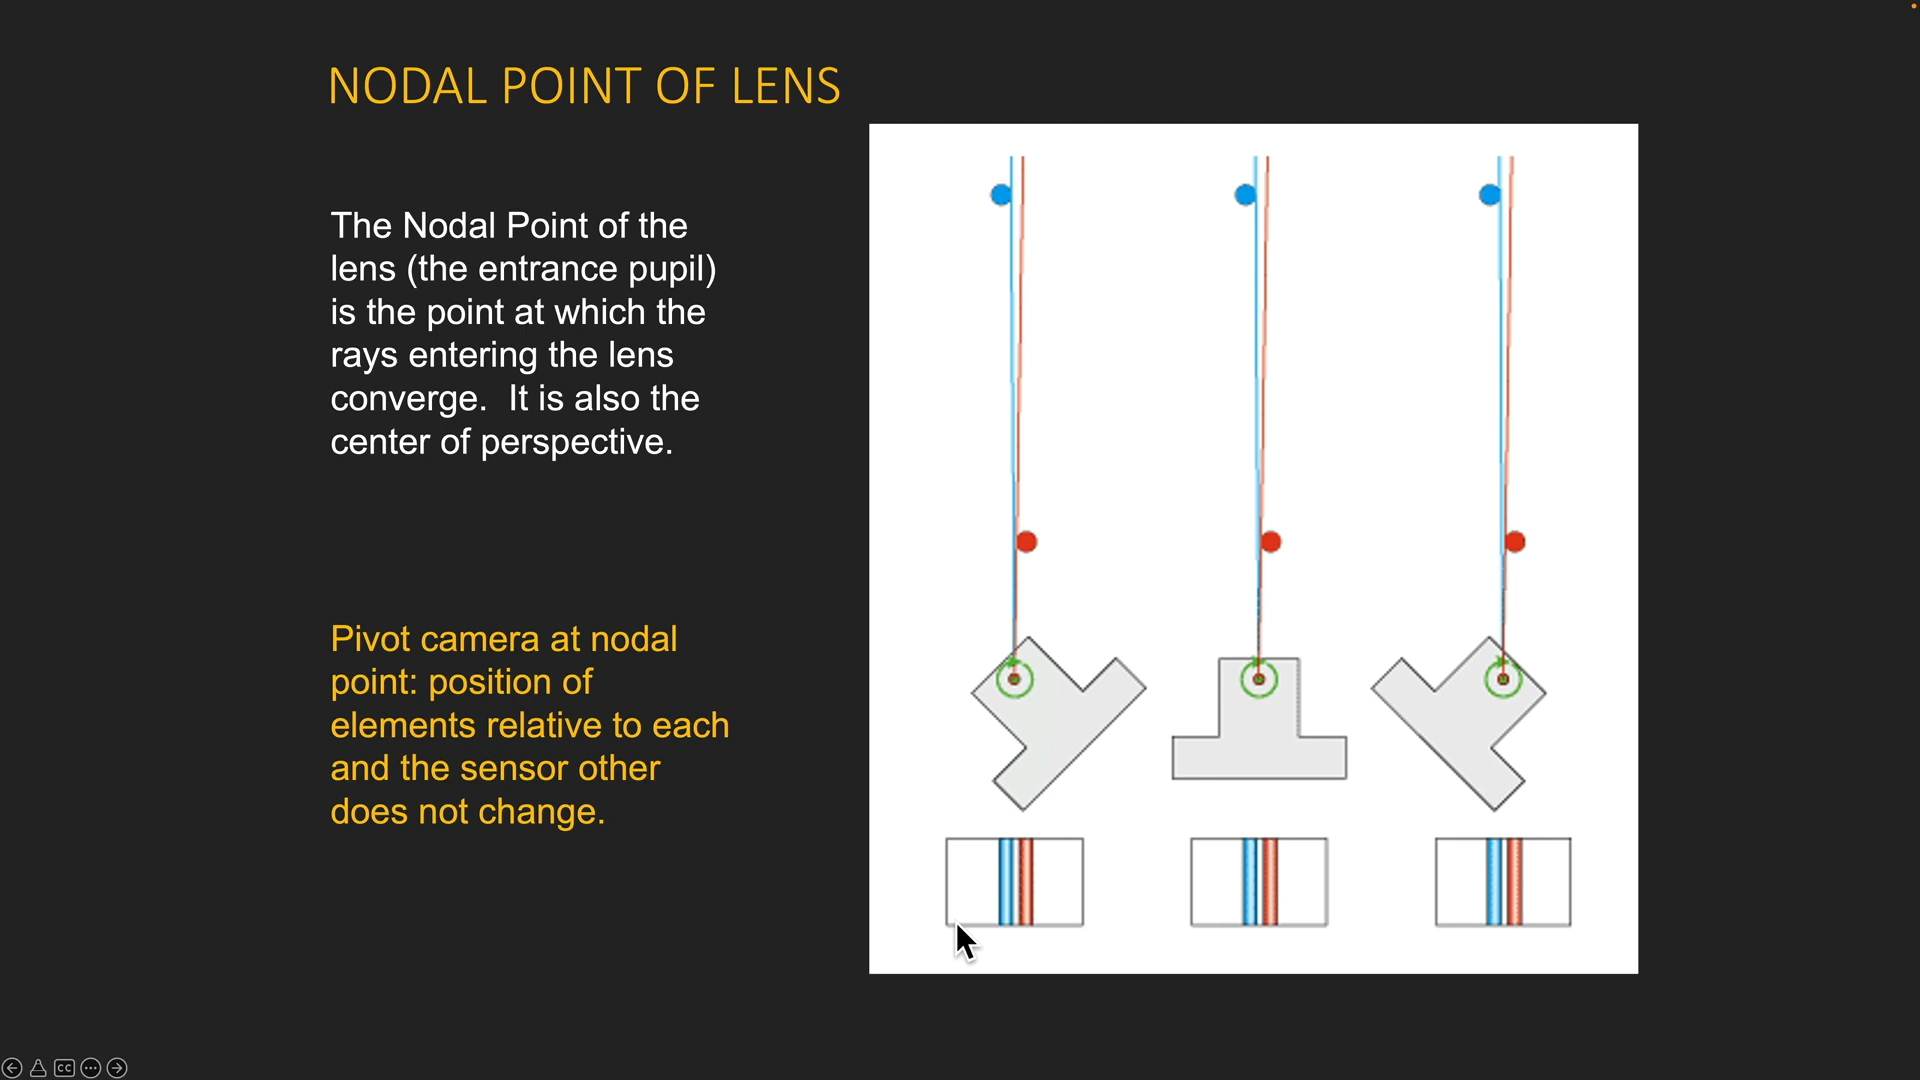 NODAL POINT OF LENS
The Nodal Point of the
lens (the entrance pupil)
is the point at which the
rays entering the lens
converge.  It is also the
center of perspective.
Pivot camera at nodal
point: position of
elements relative to each
and the sensor other
does not change.
CC